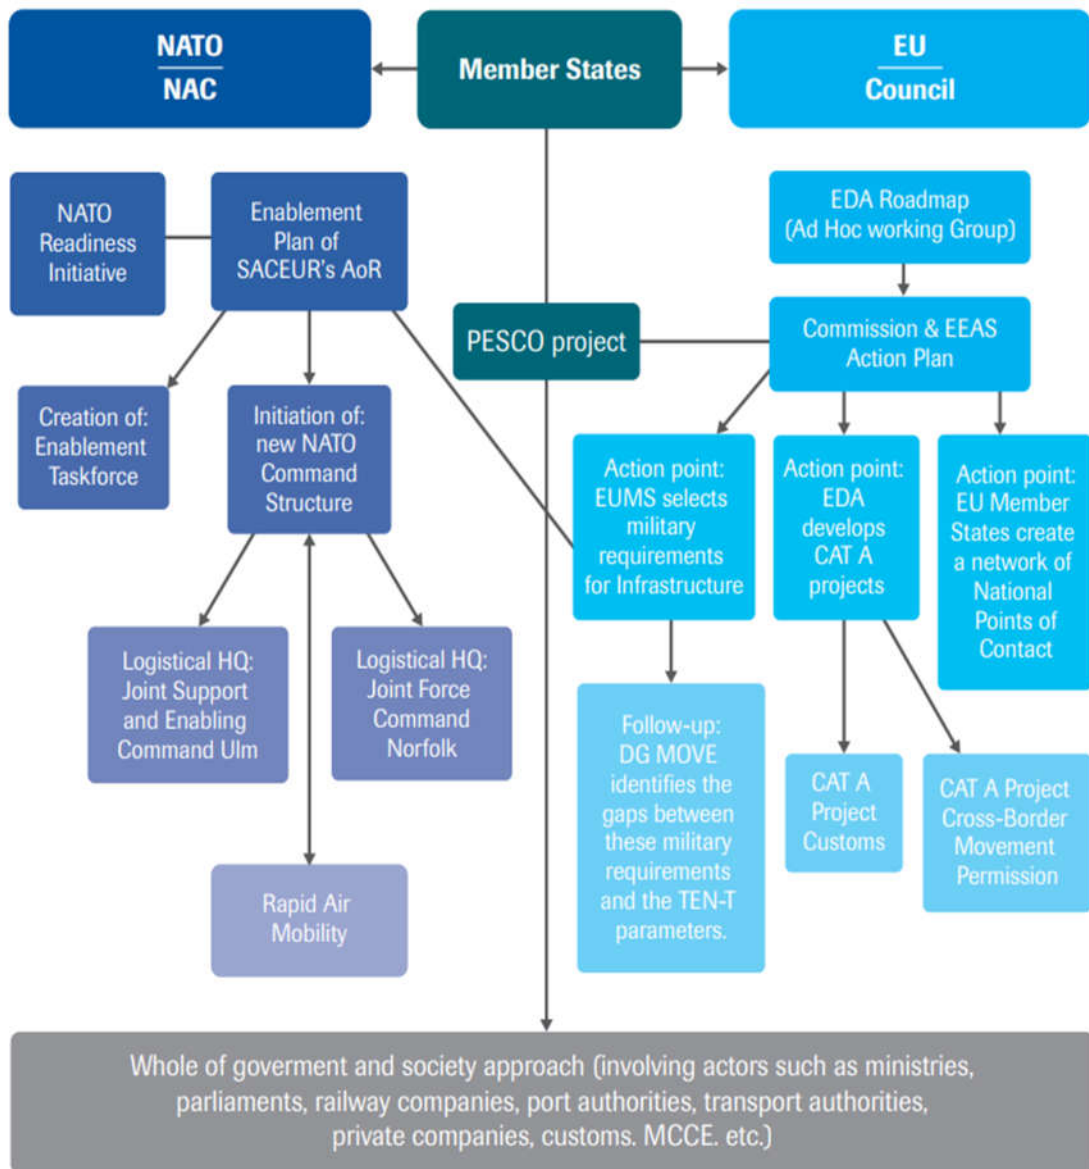 NATO
NAC
Member States
EU
Council
NATO
Readiness
Initiative
Enablement
Plan of
SACEUR's AoR
EDA Roadmap
(Ad Hoc working Group)
PESCO project
Commission & EEAS
Action Plan
Creation of:
Enablement
Taskforce
Initiation of:
new NATO
Command
Structure
Action point:
EUMS selects
military
requirements
for Infrastructure
Action point:
EDA
develops
CAT A
projects
Action point:
EU Member
States create
a network of
National
Points of
Contact
Logistical HQ:
Joint Support
and Enabling
Command Ulm
Logistical HQ:
Joint Force
Command
Norfolk
Follow-up:
DG MOVE
identifies the
gaps between
these military
requirements
and the TEN-T
parameters.
CAT A
Project
Customs
CAT A Project
Cross-Border
Movement
Permission
Rapid Air
Mobility
Whole of goverment and society approach (involving actors such as ministries,
parliaments, railway companies, port authorities, transport authorities,
private companies, customs. MCCE. etc.)